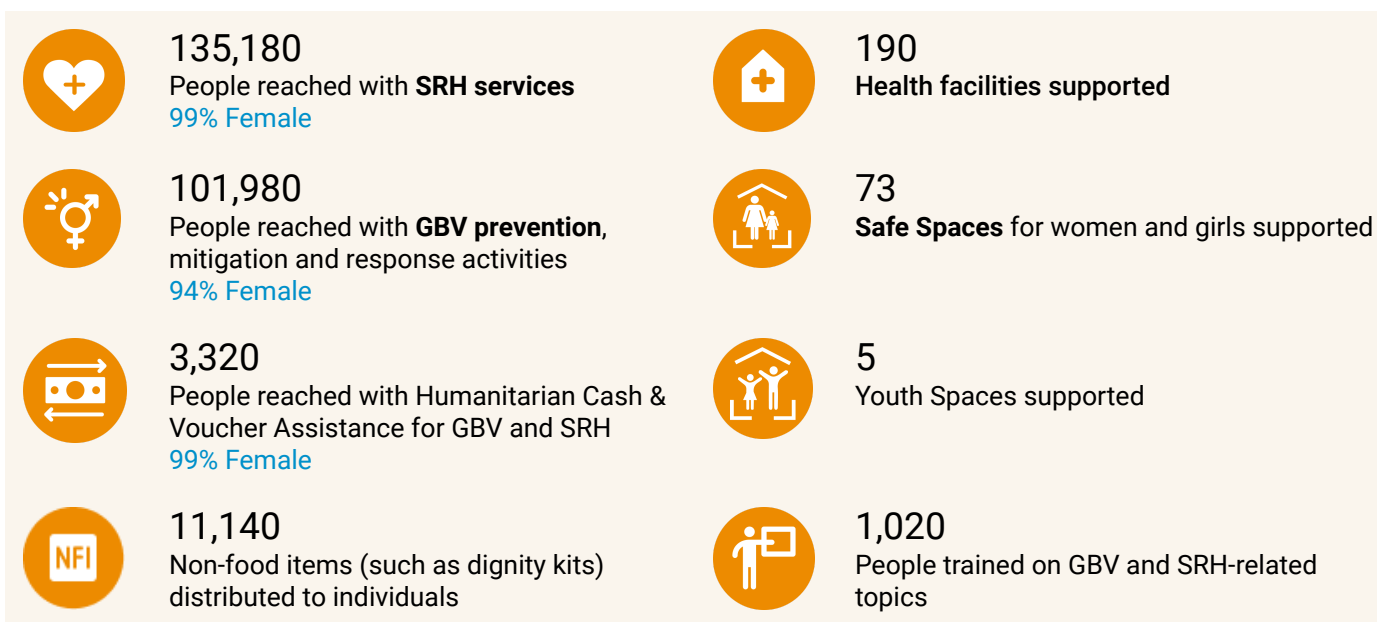 135,180
People reached with SRH services
99% Female
190
Health facilities supported
101,980
People reached with GBV prevention,
mitigation and response activities
94% Female
73
Safe Spaces for women and girls supported
3,320
People reached with Humanitarian Cash &
Voucher Assistance for GBV and SRH
99% Female
5
Youth Spaces supported
NFI
11,140
Non-food items (such as dignity kits)
distributed to individuals
1,020
People trained on GBV and SRH-related
topics